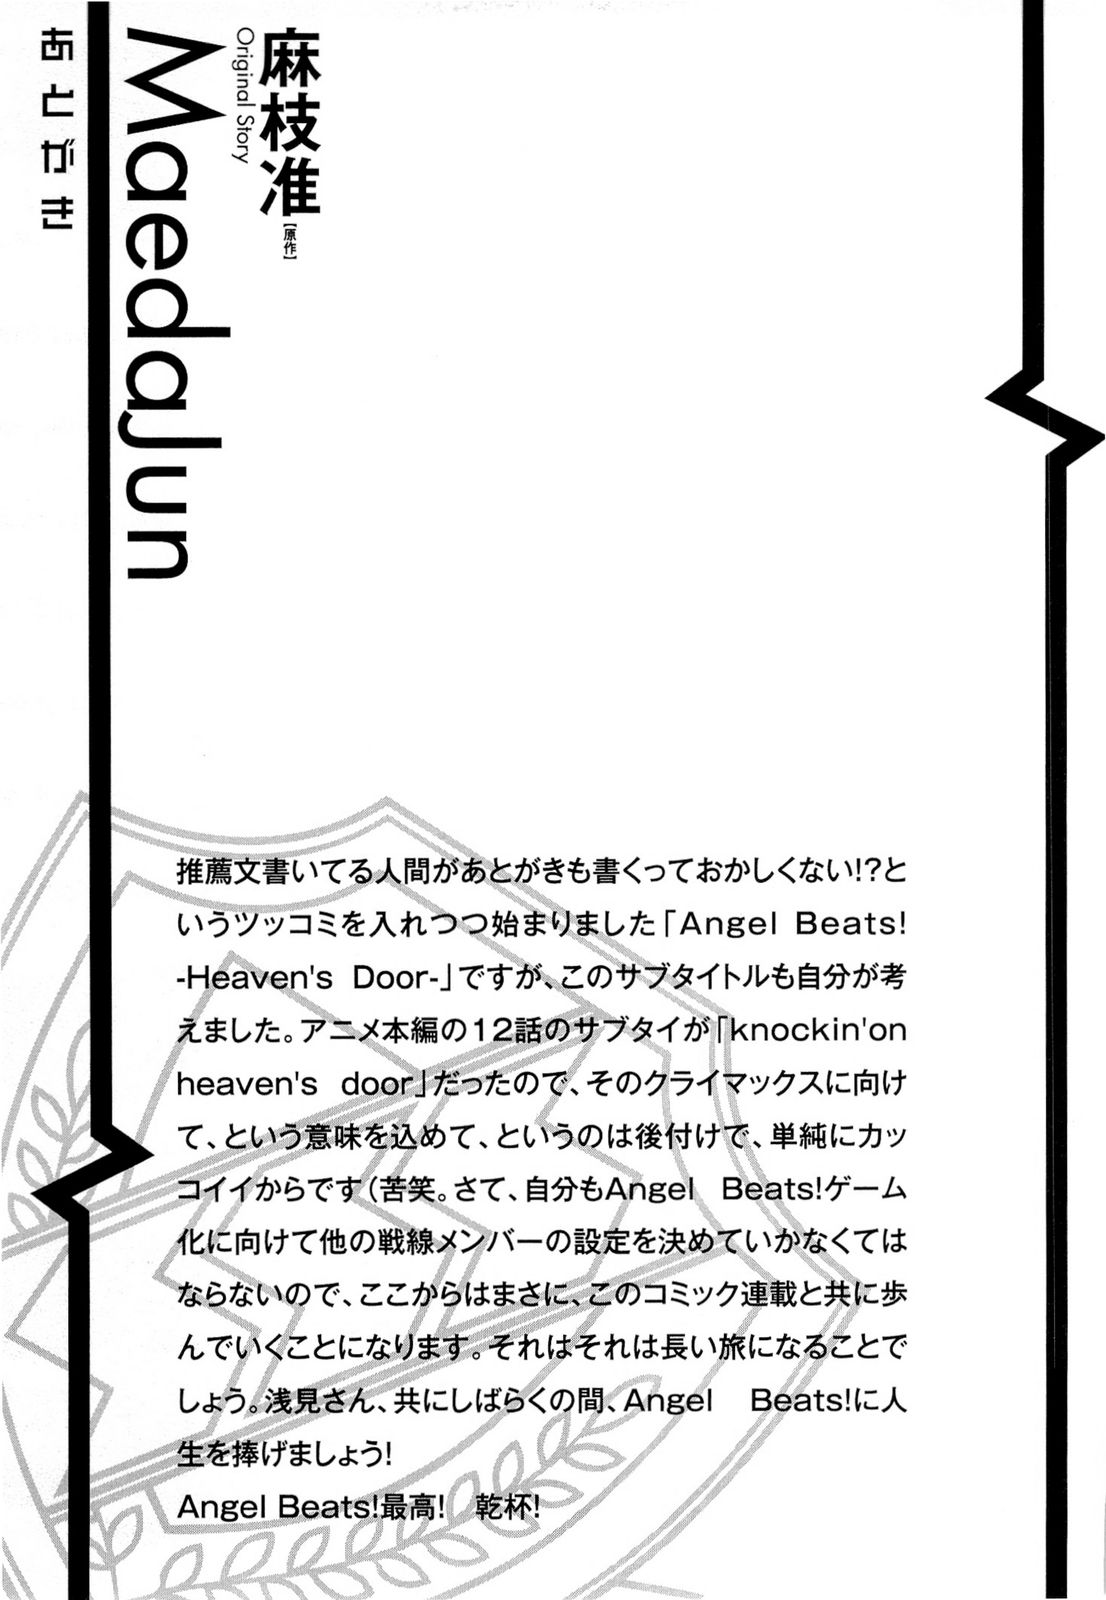 あとがき
MaedaJun
Original Story
麻枝准
【原作】
推薦文書いてる人間があとがきも書くっておかしくない!?と
いうツッコミを入れつつ始まりました「Angel Beats!
-Heaven's Door-」ですが、このサブタイトルも自分が考
えました。アニメ本編の12話のサブタイが「knockin'on
heaven's door」だったので、そのクライマックスに向け
て、という意味を込めて、というのは後付けで、単純にカッ
コイイからです（苦笑。さて、自分もAngel Beats!ゲーム
化に向けて他の戦線メンバーの設定を決めていかなくては
ならないので、ここからはまさに、このコミック連載と共に歩
んでいくことになります。それはそれは長い旅になることで
しょう。浅見さん、共にしばらくの間、Angel Beats!に人
生を捧げましょう!
Angel Beats!最高!　乾杯!